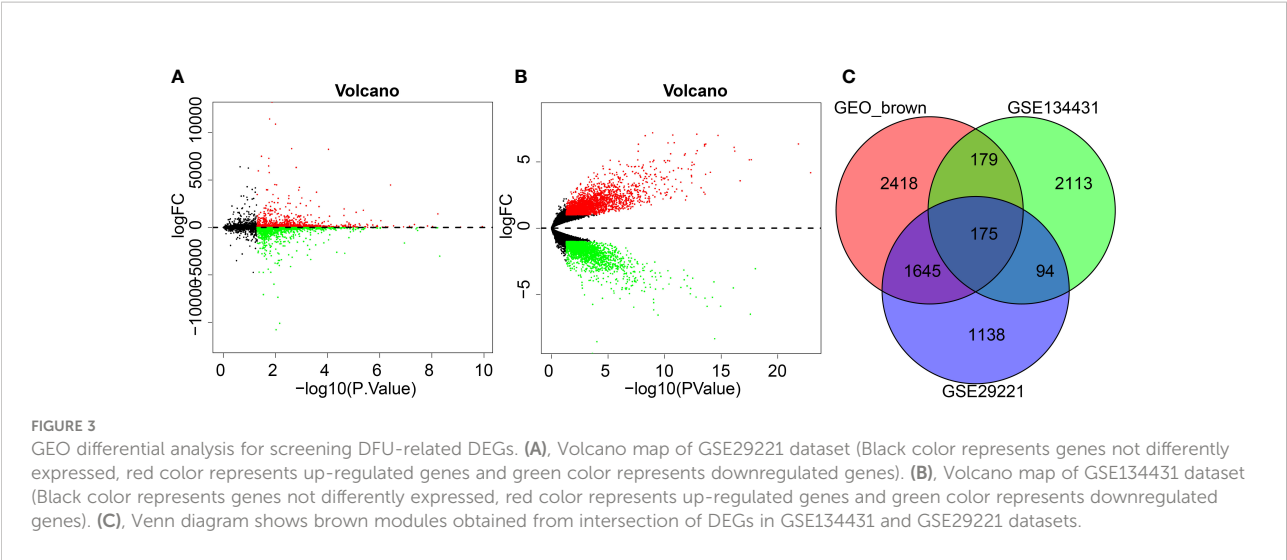 A
Volcano
logFC
10000
5000
0
−5000
−10000
0
2
4
6
8
10
−log10(P.Value)
B
Volcano
logFC
5
0
−5
0
5
10
15
20
−log10(PValue)
C
GEO_brown
GSE134431
179
2418
2113
175
1645
94
1138
GSE29221
FIGURE 3
GEO differential analysis for screening DFU-related DEGs. (A), Volcano map of GSE29221 dataset (Black color represents genes not differently
expressed, red color represents up-regulated genes and green color represents downregulated genes). (B), Volcano map of GSE134431 dataset
(Black color represents genes not differently expressed, red color represents up-regulated genes and green color represents downregulated
genes). (C), Venn diagram shows brown modules obtained from intersection of DEGs in GSE134431 and GSE29221 datasets.